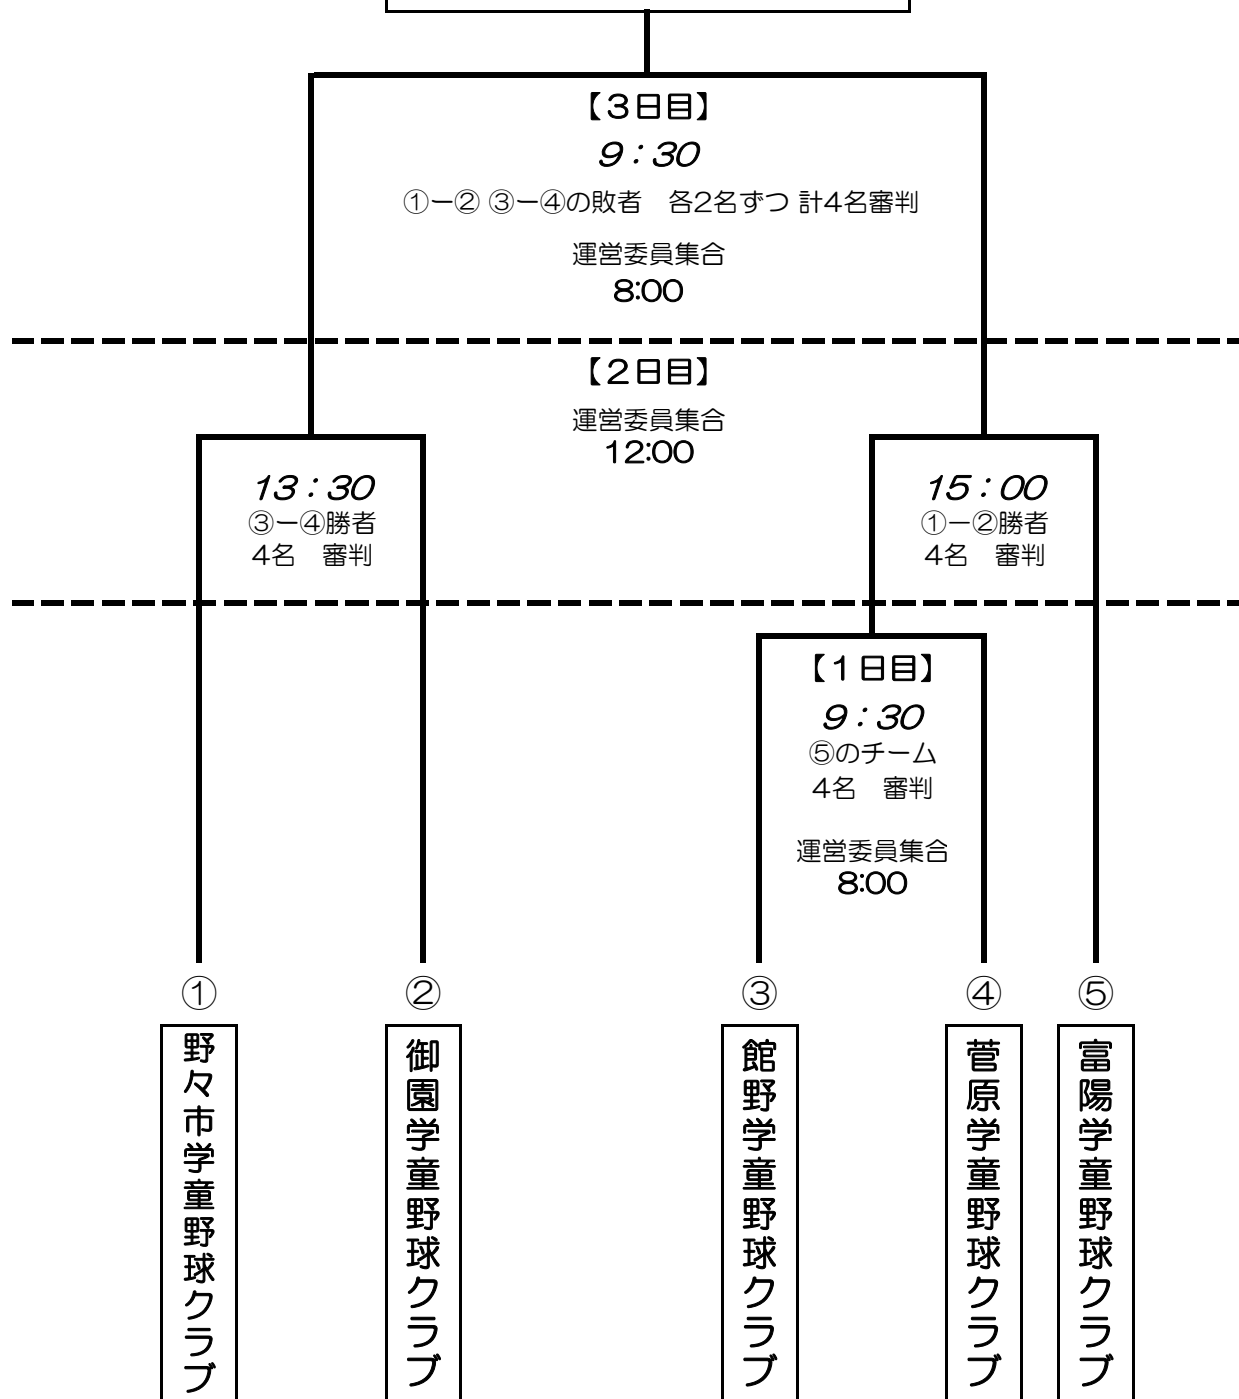 【3日目】
9：30
①ー② ③ー④の敗者　各2名ずつ 計4名審判
運営委員集合
8:00
【2日目】
運営委員集合
12:00
13：30
③ー④勝者
4名　審判
15：00
①ー②勝者
4名　審判
【1日目】
9：30
⑤のチーム
4名　審判
運営委員集合
8:00
①
②
③
④
⑤
野々市学童野球クラブ
御園学童野球クラブ
館野学童野球クラブ
菅原学童野球クラブ
富陽学童野球クラブ